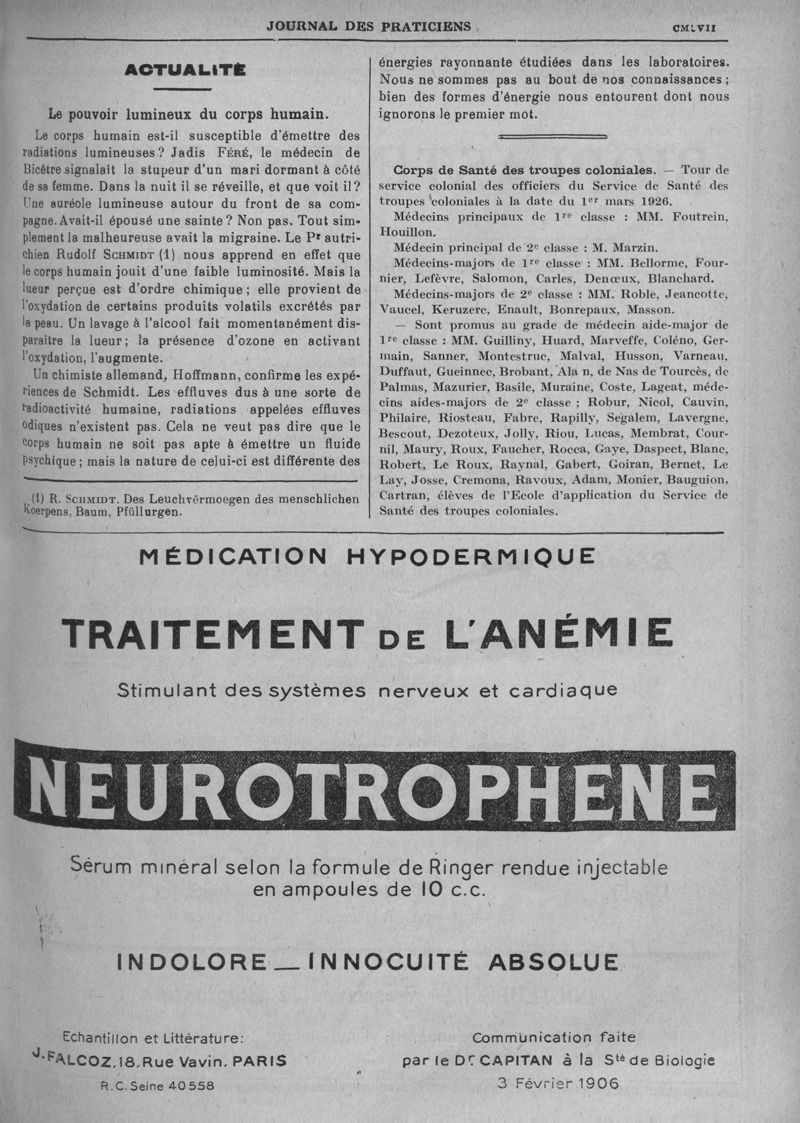 JOURNAL DES PRATICIENS
CMLVII
ACTUALITÉ
Le pouvoir lumineux du corps humain.
Le corps humain est-il susceptible d'émettre des
radiations lumineuses? Jadis FÉRÉ, le médecin de
Bicêtre signalait la stupeur d'un mari dormant à côté
de sa femme. Dans la nuit il se réveille, et que voit il?
Une auréole lumineuse autour du front de sa com-
pagne. Avait-il épousé une sainte? Non pas. Tout sim-
plement la malheureuse avait la migraine. Le Pr autri-
chien Rudolf SCHMIDT (1) nous apprend en effet que
le corps humain jouit d'une faible luminosité. Mais la
lueur perçue est d'ordre chimique; elle provient de
l'oxydation de certains produits volatils excrétés par
la peau. Un lavage à l'alcool fait momentanément dis-
paraître la lueur; la présence d'ozone en activant
l'oxydation, l'augmente.
Un chimiste allemand, Hoffmann, confirme les expé-
riences de Schmidt. Les effluves dus à une sorte de
radioactivité humaine, radiations appelées effluves
odiques n'existent pas. Cela ne veut pas dire que le
corps humain ne soit pas apte à émettre un fluide
psychique; mais la nature de celui-ci est différente des
(1) R. SCHMIDT. Des Leuchtvörmoegen des menschlichen
Koerpens, Baum, Pfüllurgen.
énergies rayonnante étudiées dans les laboratoires.
Nous ne sommes pas au bout de nos connaissances;
bien des formes d'énergie nous entourent dont nous
ignorons le premier mot.
Corps de Santé des troupes coloniales. — Tour de
service colonial des officiers du Service de Santé des
troupes coloniales à la date du 1er mars 1926.
Médecins principaux de 1re classe : MM. Foutrein,
Houillon.
Médecin principal de 2e classe : M. Marzin.
Médecins-majors de 1re classe : MM. Bellorme, Four-
nier, Lefèvre, Salomon, Carles, Denœux, Blanchard.
Médecins-majors de 2e classe : MM. Roble, Jeancotte,
Vaucel, Keruzerc, Enault, Bonrepaux, Masson.
— Sont promus au grade de médecin aide-major de
1re classe : MM. Guilliny, Huard, Marveffe, Coléno, Ger-
main, Sanner, Montestruc, Malval, Husson, Varneau,
Duffaut, Gueinnec, Brobant, Ala n, de Nas de Tourcès, de
Palmas, Mazurier, Basile, Muraine, Coste, Lageat, méde-
cins aides-majors de 2e classe; Robur, Nicol, Cauvin,
Philaire, Riosteau, Fabre, Rapilly, Segalem, Lavergne,
Bescout, Dezoteux, Jolly, Riou, Lucas, Membrat, Cour-
nil, Maury, Roux, Faucher, Rocca, Gaye, Daspect, Blanc,
Robert, Le Roux, Raynal, Gabert, Goiran, Bernet, Le
Lay, Josse, Cremona, Ravoux, Adam, Monier, Bauguion,
Cartran, élèves de l'Ecole d'application du Service de
Santé des troupes coloniales.
MÉDICATION HYPODERMIQUE
TRAITEMENT DE L'ANÉMIE
Stimulant des systèmes nerveux et cardiaque
NEUROTROPHENE
Sérum minéral selon la formule de Ringer rendue injectable
en ampoules de 10 c.c.
INDOLORE — INNOCUITÉ ABSOLUE
Echantillon et Littérature:
J. FALCOZ, 18, Rue Vavin. PARIS
R.C. Seine 40558
Communication faite
par le Dr CAPITAN à la Sté de Biologie
3 Février 1906